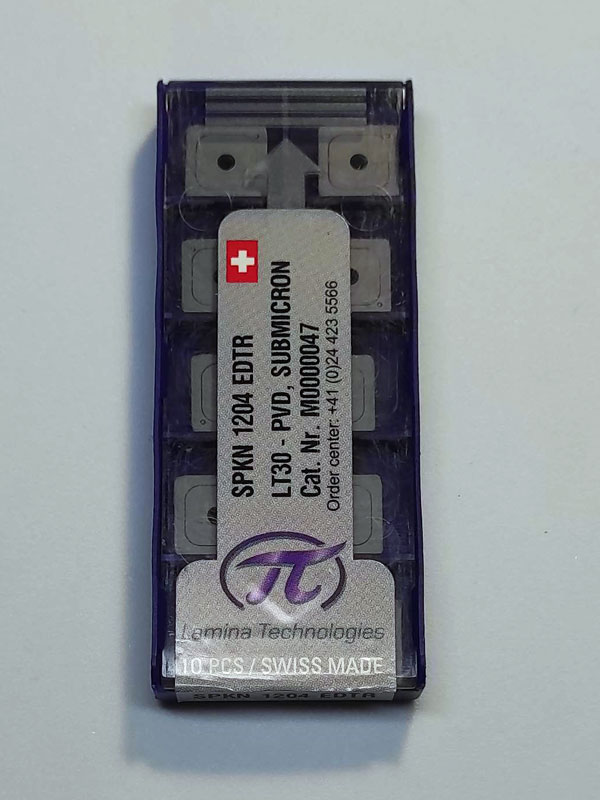 SPKN 1204 EDTR
LT30 - PVD, SUBMICRON
Cat. Nr. M0000047
Order center: +41 (0)24 423 5566
π
Lamina Technologies
10 PCS / SWISS MADE
SPKN 1204 EDTR